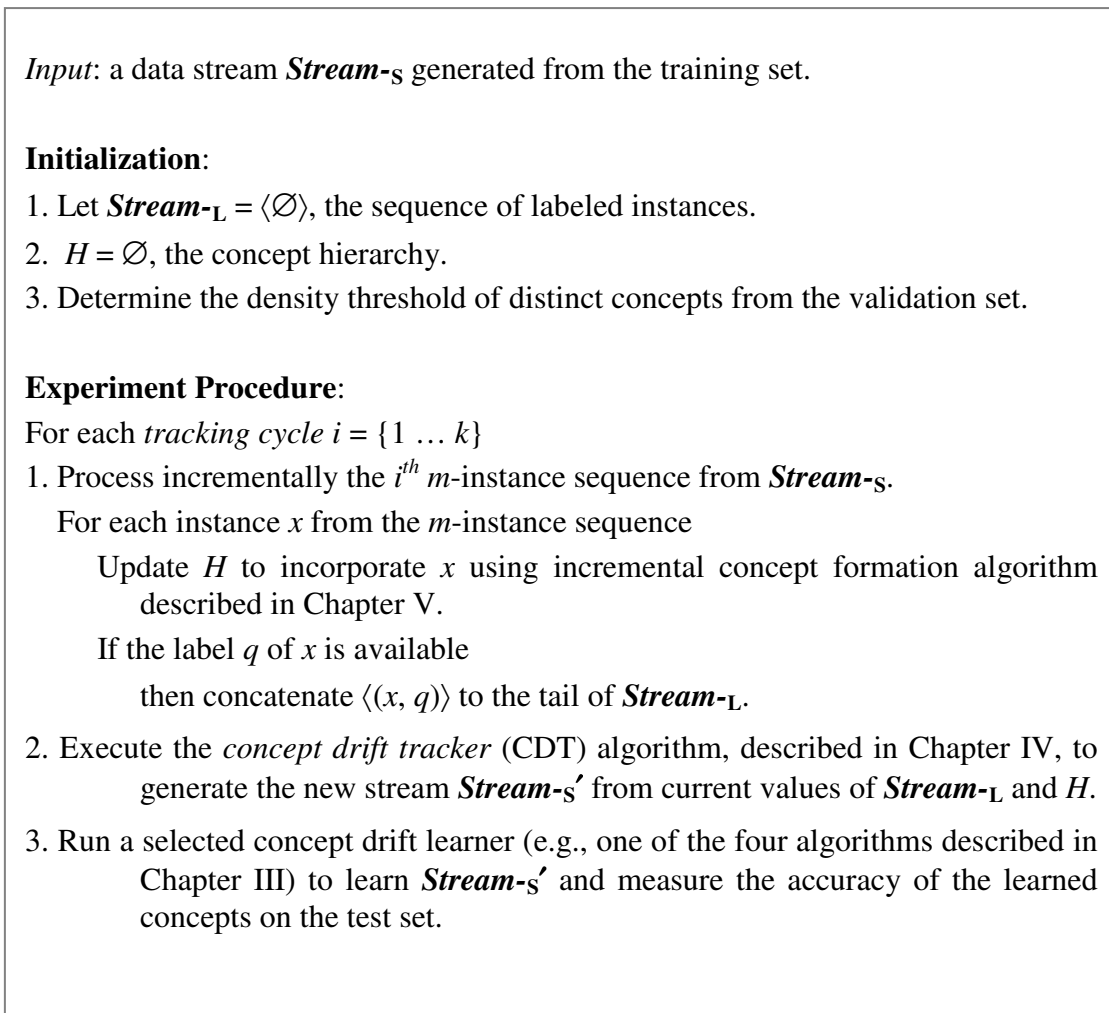 Input: a data stream Stream-S generated from the training set.
Initialization:
1. Let Stream-L = ⟨∅⟩, the sequence of labeled instances.
2. H = ∅, the concept hierarchy.
3. Determine the density threshold of distinct concepts from the validation set.
Experiment Procedure:
For each tracking cycle i = {1 … k}
1. Process incrementally the ith m-instance sequence from Stream-S.
For each instance x from the m-instance sequence
Update H to incorporate x using incremental concept formation algorithm
described in Chapter V.
If the label q of x is available
then concatenate ⟨(x, q)⟩ to the tail of Stream-L.
2. Execute the concept drift tracker (CDT) algorithm, described in Chapter IV, to
generate the new stream Stream-S′ from current values of Stream-L and H.
3. Run a selected concept drift learner (e.g., one of the four algorithms described in
Chapter III) to learn Stream-S′ and measure the accuracy of the learned
concepts on the test set.